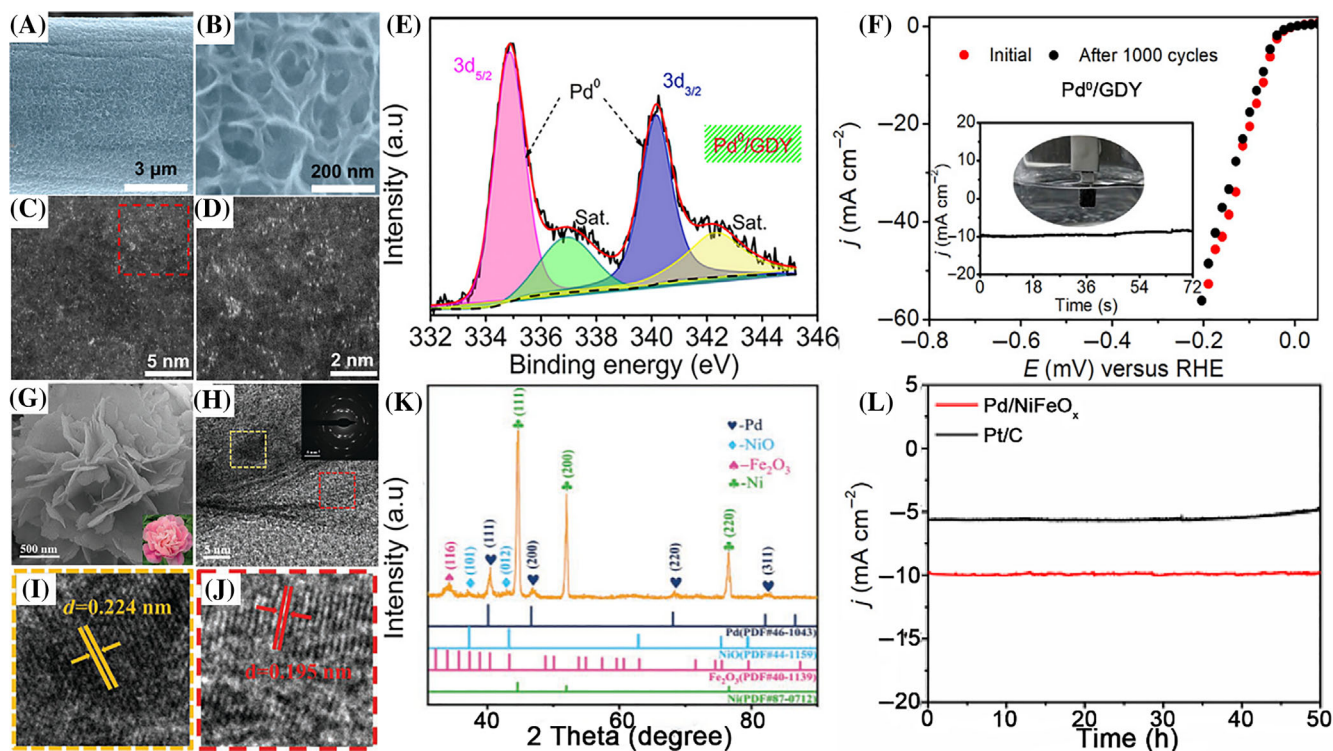 (A)
3 µm
(B)
200 nm
(C)
5 nm
(D)
2 nm
(E)
Intensity (a.u)
3d5/2
Pd⁰
3d3/2
Pd⁰/GDY
Sat.
Sat.
332 334 336 338 340 342 344 346
Binding energy (eV)
(F)
j (mA cm⁻²)
0
−20
−40
−60
Initial
After 1000 cycles
Pd⁰/GDY
j (mA cm⁻²)
20
10
0
−10
−20
0 18 36 54 72
Time (s)
−0.8 −0.6 −0.4 −0.2 0.0
E (mV) versus RHE
(G)
500 nm
(H)
5 nm
(I)
d=0.224 nm
(J)
d=0.195 nm
(K)
Intensity (a.u)
-Pd
-NiO
-Fe2O3
-Ni
(116)
(101)
(111)
(012)
(200)
(111)
(200)
(220)
(220)
(311)
Pd(PDF#46-1043)
NiO(PDF#44-1159)
Fe2O3(PDF#40-1139)
Ni(PDF#87-0712)
40 60 80
2 Theta (degree)
(L)
j (mA cm⁻²)
5
0
−5
−10
−15
−20
Pd/NiFeOx
Pt/C
0 10 20 30 40 50
Time (h)